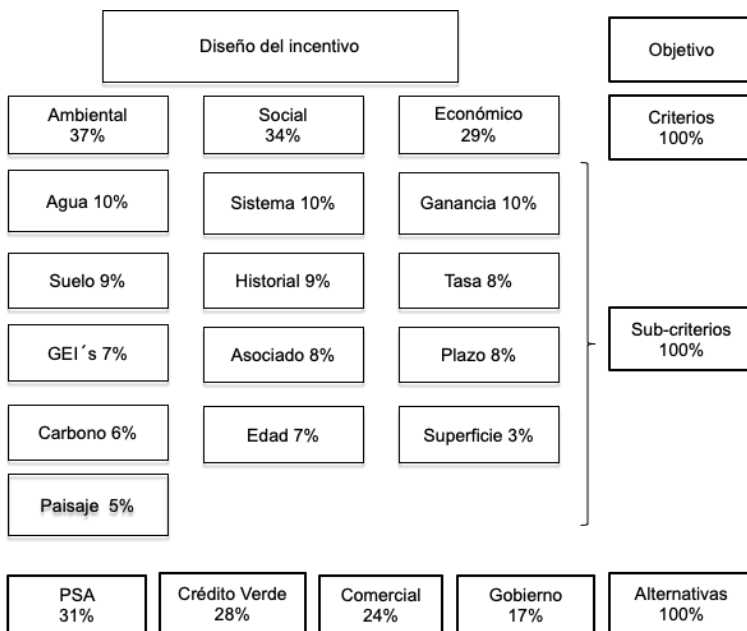 Diseño del incentivo
Objetivo
Ambiental
37%
Social
34%
Económico
29%
Criterios
100%
Agua 10%
Sistema 10%
Ganancia 10%
Suelo 9%
Historial 9%
Tasa 8%
Sub-criterios
100%
GEI´s 7%
Asociado 8%
Plazo 8%
Carbono 6%
Edad 7%
Superficie 3%
Paisaje 5%
PSA
31%
Crédito Verde
28%
Comercial
24%
Gobierno
17%
Alternativas
100%